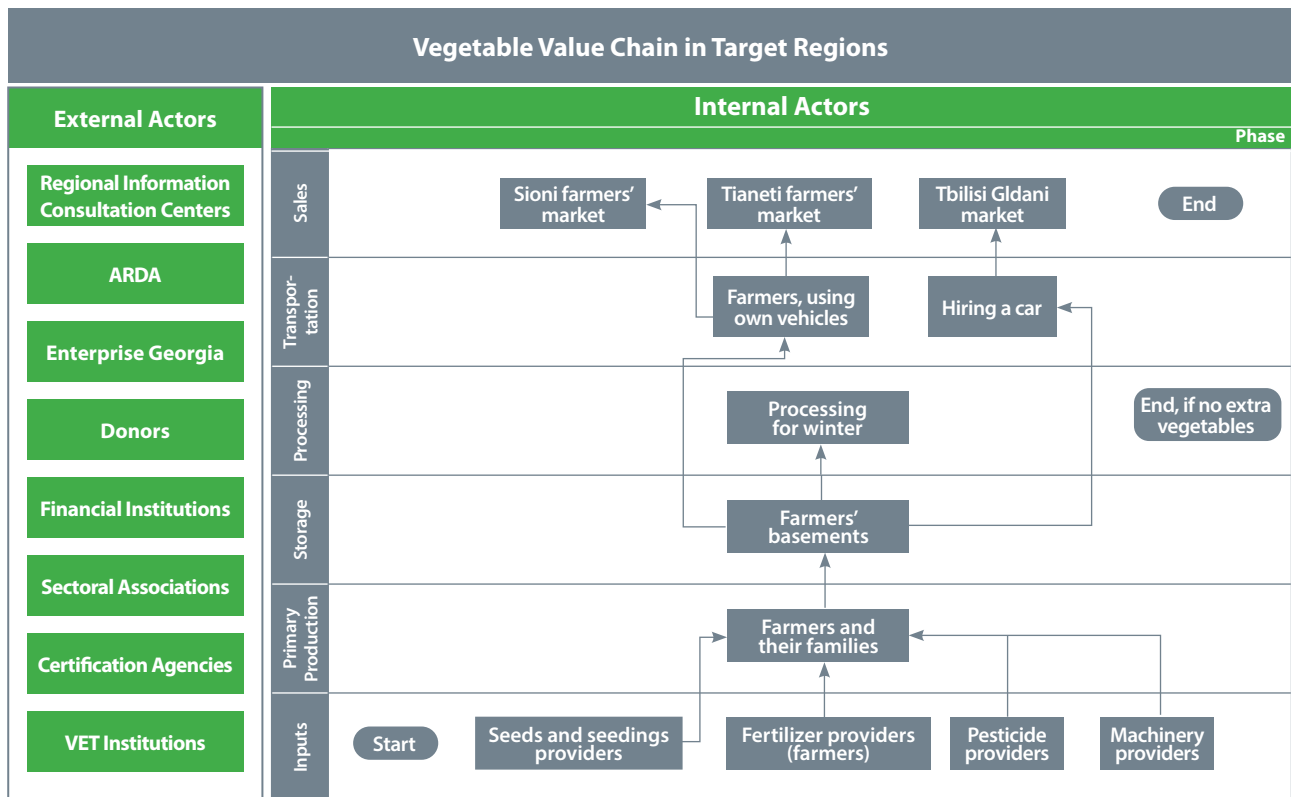 Vegetable Value Chain in Target Regions
External Actors
Regional Information
Consultation Centers
ARDA
Enterprise Georgia
Donors
Financial Institutions
Sectoral Associations
Certification Agencies
VET Institutions
Internal Actors
Phase
Sales
Sioni farmers’
market
Tianeti farmers’
market
Tbilisi Gldani
market
End
Transpor-
tation
Farmers, using
own vehicles
Hiring a car
Processing
Processing
for winter
End, if no extra
vegetables
Storage
Farmers’
basements
Primary
Production
Farmers and
their families
Inputs
Start
Seeds and seedings
providers
Fertilizer providers
(farmers)
Pesticide
providers
Machinery
providers